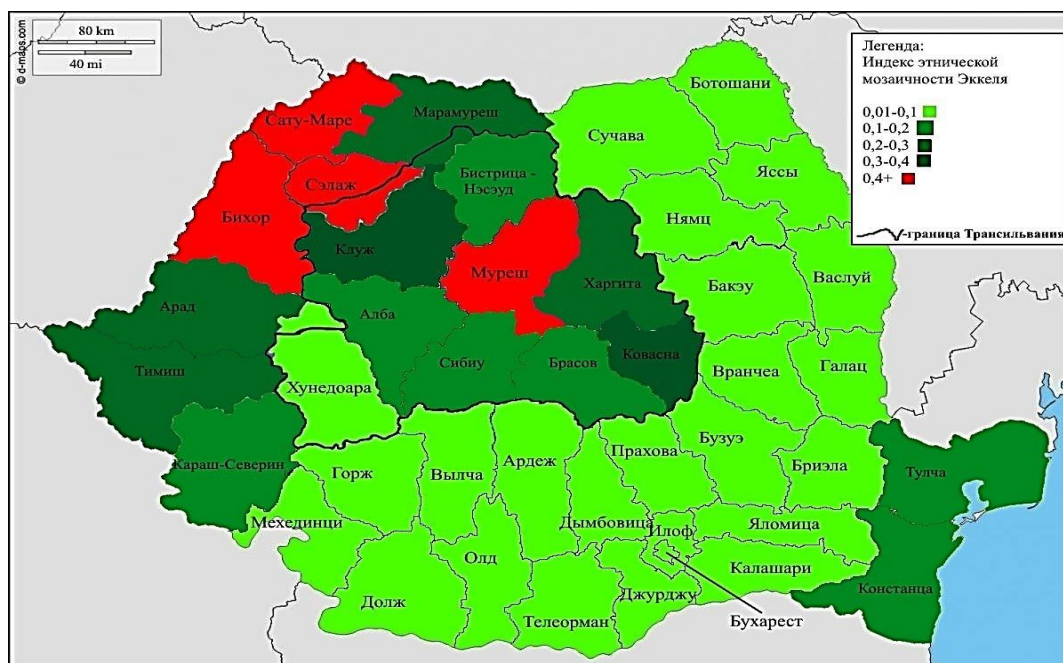 © d-maps.com
80 km
40 mi
Легенда:
Индекс этнической
мозаичности Эккеля
0,01-0,1
0,1-0,2
0,2-0,3
0,3-0,4
0,4+
-граница Трансильвания
Ботошани
Сату-Маре
Марамуреш
Сучава
Яссы
Сэлаж
Бистрица -
Нэсэуд
Бихор
Нямц
Клуж
Муреш
Харгита
Бакэу
Васлуй
Арад
Алба
Тимиш
Сибиу
Брасов
Ковасна
Вранчеа
Галац
Хунедоара
Караш-Северин
Горж
Вылча
Ардеж
Прахова
Бузуэ
Бриэла
Тулча
Мехединци
Дымбовица
Илоф
Яломица
Олд
Калашари
Долж
Телеорман
Джурджу
Констанца
Бухарест